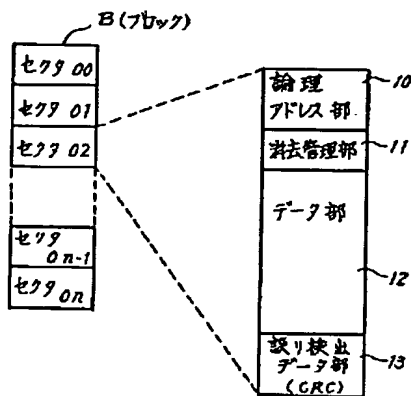 B(ブロック)
セクタ 00
セクタ 01
セクタ 02
セクタ
0n-1
セクタ 0n
論理
アドレス部
10
消去管理部
11
データ部
12
誤り検出
データ部
(CRC)
13